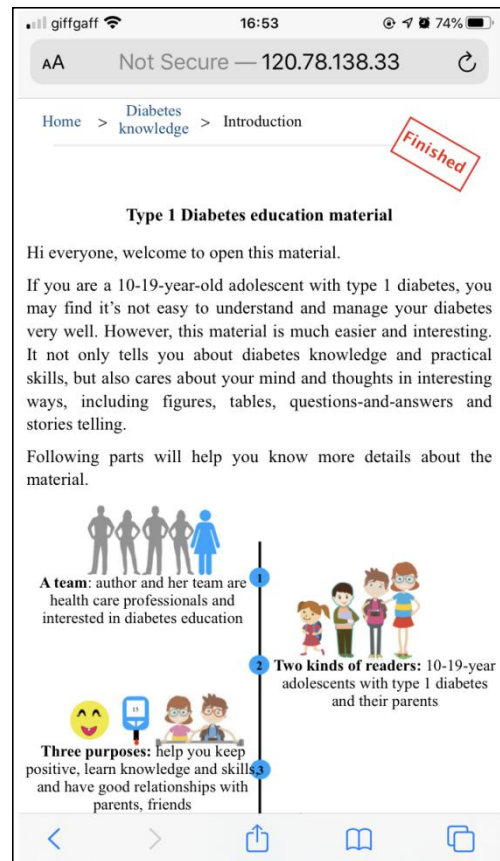 giffgaff 16:53 74%
AA Not Secure — 120.78.138.33
Home > Diabetes knowledge > Introduction
Finished
Type 1 Diabetes education material
Hi everyone, welcome to open this material.
If you are a 10-19-year-old adolescent with type 1 diabetes, you
may find it's not easy to understand and manage your diabetes
very well. However, this material is much easier and interesting.
It not only tells you about diabetes knowledge and practical
skills, but also cares about your mind and thoughts in interesting
ways, including figures, tables, questions-and-answers and
stories telling.
Following parts will help you know more details about the
material.
1
A team: author and her team are
health care professionals and
interested in diabetes education
2
Two kinds of readers: 10-19-year
adolescents with type 1 diabetes
and their parents
15
3
Three purposes: help you keep
positive, learn knowledge and skills,
and have good relationships with
parents, friends